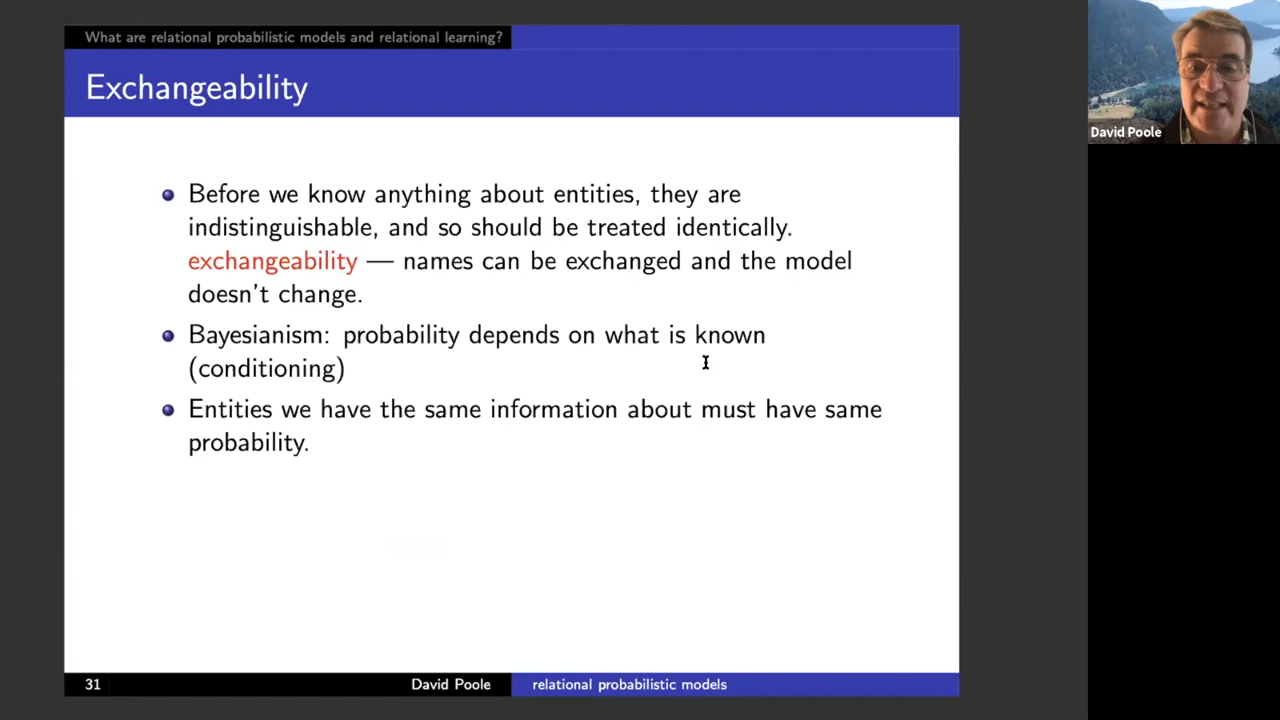 What are relational probabilistic models and relational learning?
Exchangeability
Before we know anything about entities, they are
indistinguishable, and so should be treated identically.
exchangeability — names can be exchanged and the model
doesn't change.
Bayesianism: probability depends on what is known
(conditioning)
Entities we have the same information about must have same
probability.
31
David Poole
relational probabilistic models
David Poole